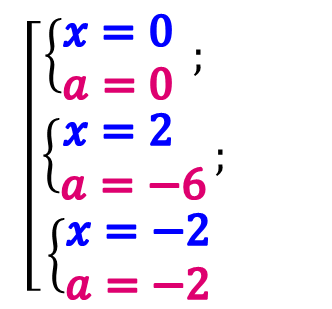 x = 0
;
a = 0
x = 2
;
a = −6
x = −2
a = −2